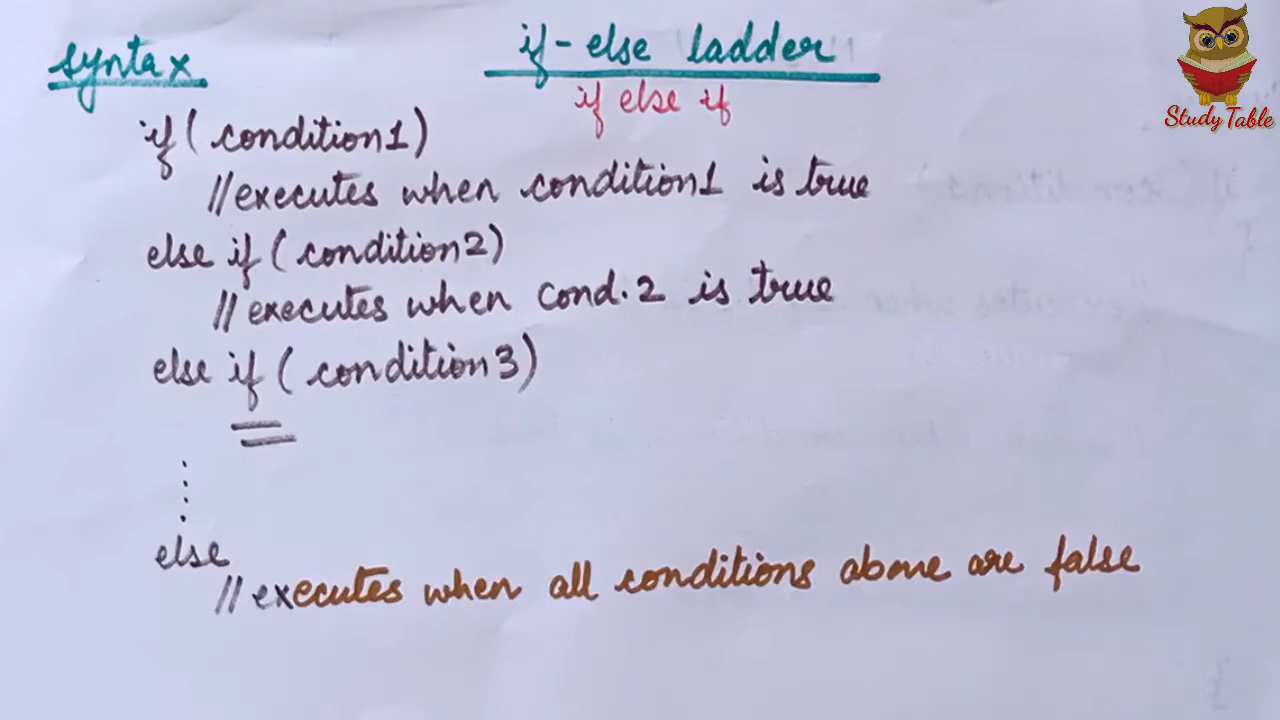 syntax
if-else ladder
if else if
if( condition1)
//executes when condition1 is true
else if( condition2)
// executes when cond.2 is true
else if( condition3)
else
//executes when all conditions above are false
Study Table